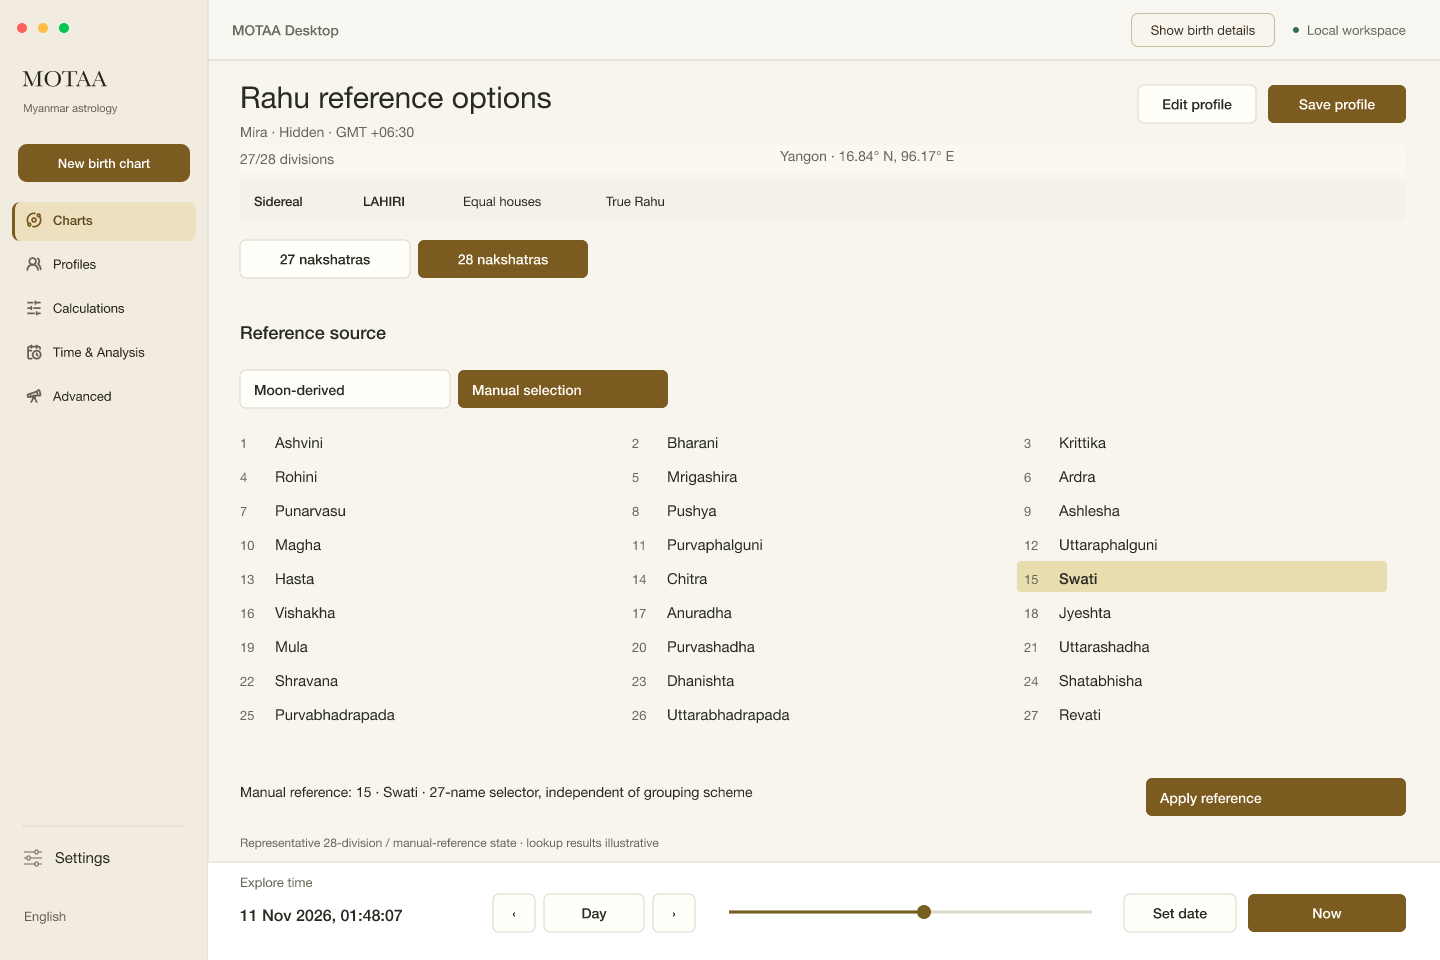 MOTAA Desktop
Show birth details
Local workspace
MOTAA
Myanmar astrology
New birth chart
Charts
Profiles
Calculations
Time & Analysis
Advanced
Settings
English
Rahu reference options
Edit profile
Save profile
Mira · Hidden · GMT +06:30
27/28 divisions
Yangon · 16.84° N, 96.17° E
Sidereal LAHIRI Equal houses True Rahu
27 nakshatras
28 nakshatras
Reference source
Moon-derived
Manual selection
1 Ashvini 2 Bharani 3 Krittika
4 Rohini 5 Mrigashira 6 Ardra
7 Punarvasu 8 Pushya 9 Ashlesha
10 Magha 11 Purvaphalguni 12 Uttaraphalguni
13 Hasta 14 Chitra 15 Swati
16 Vishakha 17 Anuradha 18 Jyeshta
19 Mula 20 Purvashadha 21 Uttarashadha
22 Shravana 23 Dhanishta 24 Shatabhisha
25 Purvabhadrapada 26 Uttarabhadrapada 27 Revati
Manual reference: 15 · Swati · 27-name selector, independent of grouping scheme
Apply reference
Representative 28-division / manual-reference state · lookup results illustrative
Explore time
11 Nov 2026, 01:48:07
‹ Day ›
Set date
Now